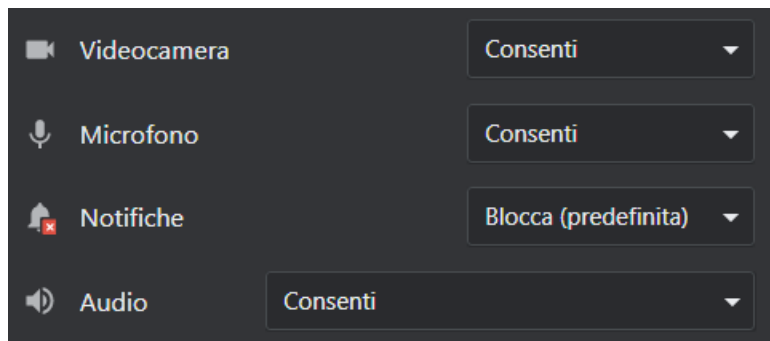 Videocamera Consenti
Microfono Consenti
Notifiche Blocca (predefinita)
Audio Consenti